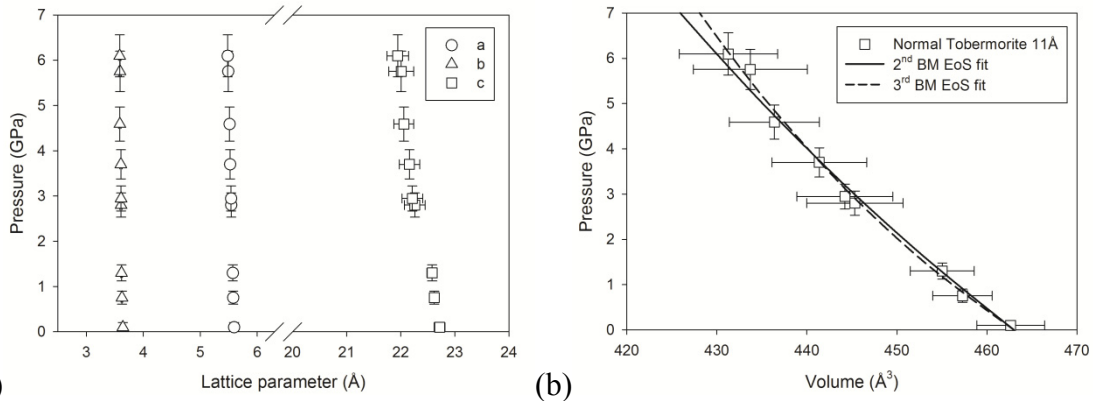 7
6
5
4
3
2
1
0
Pressure (GPa)
3 4 5 6 20 21 22 23 24
Lattice parameter (Å)
a
b
c
)
(b)
7
6
5
4
3
2
1
0
Pressure (GPa)
420 430 440 450 460 470
Volume (Å³)
Normal Tobermorite 11Å
2nd BM EoS fit
3rd BM EoS fit